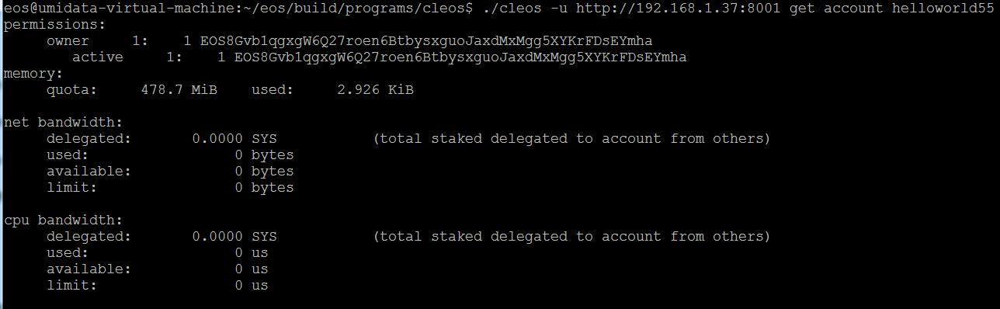 eos@umidata-virtual-machine:~/eos/build/programs/cleos$ ./cleos -u http://192.168.1.37:8001 get account helloworld55
permissions:
     owner     1:    1 EOS8Gvb1qgxgW6Q27roen6BtbysxguoJaxdMxMgg5XYKrFDsEYmha
        active     1:    1 EOS8Gvb1qgxgW6Q27roen6BtbysxguoJaxdMxMgg5XYKrFDsEYmha
memory:
     quota:     478.7 MiB    used:     2.926 KiB
net bandwidth:
     delegated:       0.0000 SYS           (total staked delegated to account from others)
     used:                 0 bytes
     available:            0 bytes
     limit:                0 bytes
cpu bandwidth:
     delegated:       0.0000 SYS           (total staked delegated to account from others)
     used:                 0 us
     available:            0 us
     limit:                0 us